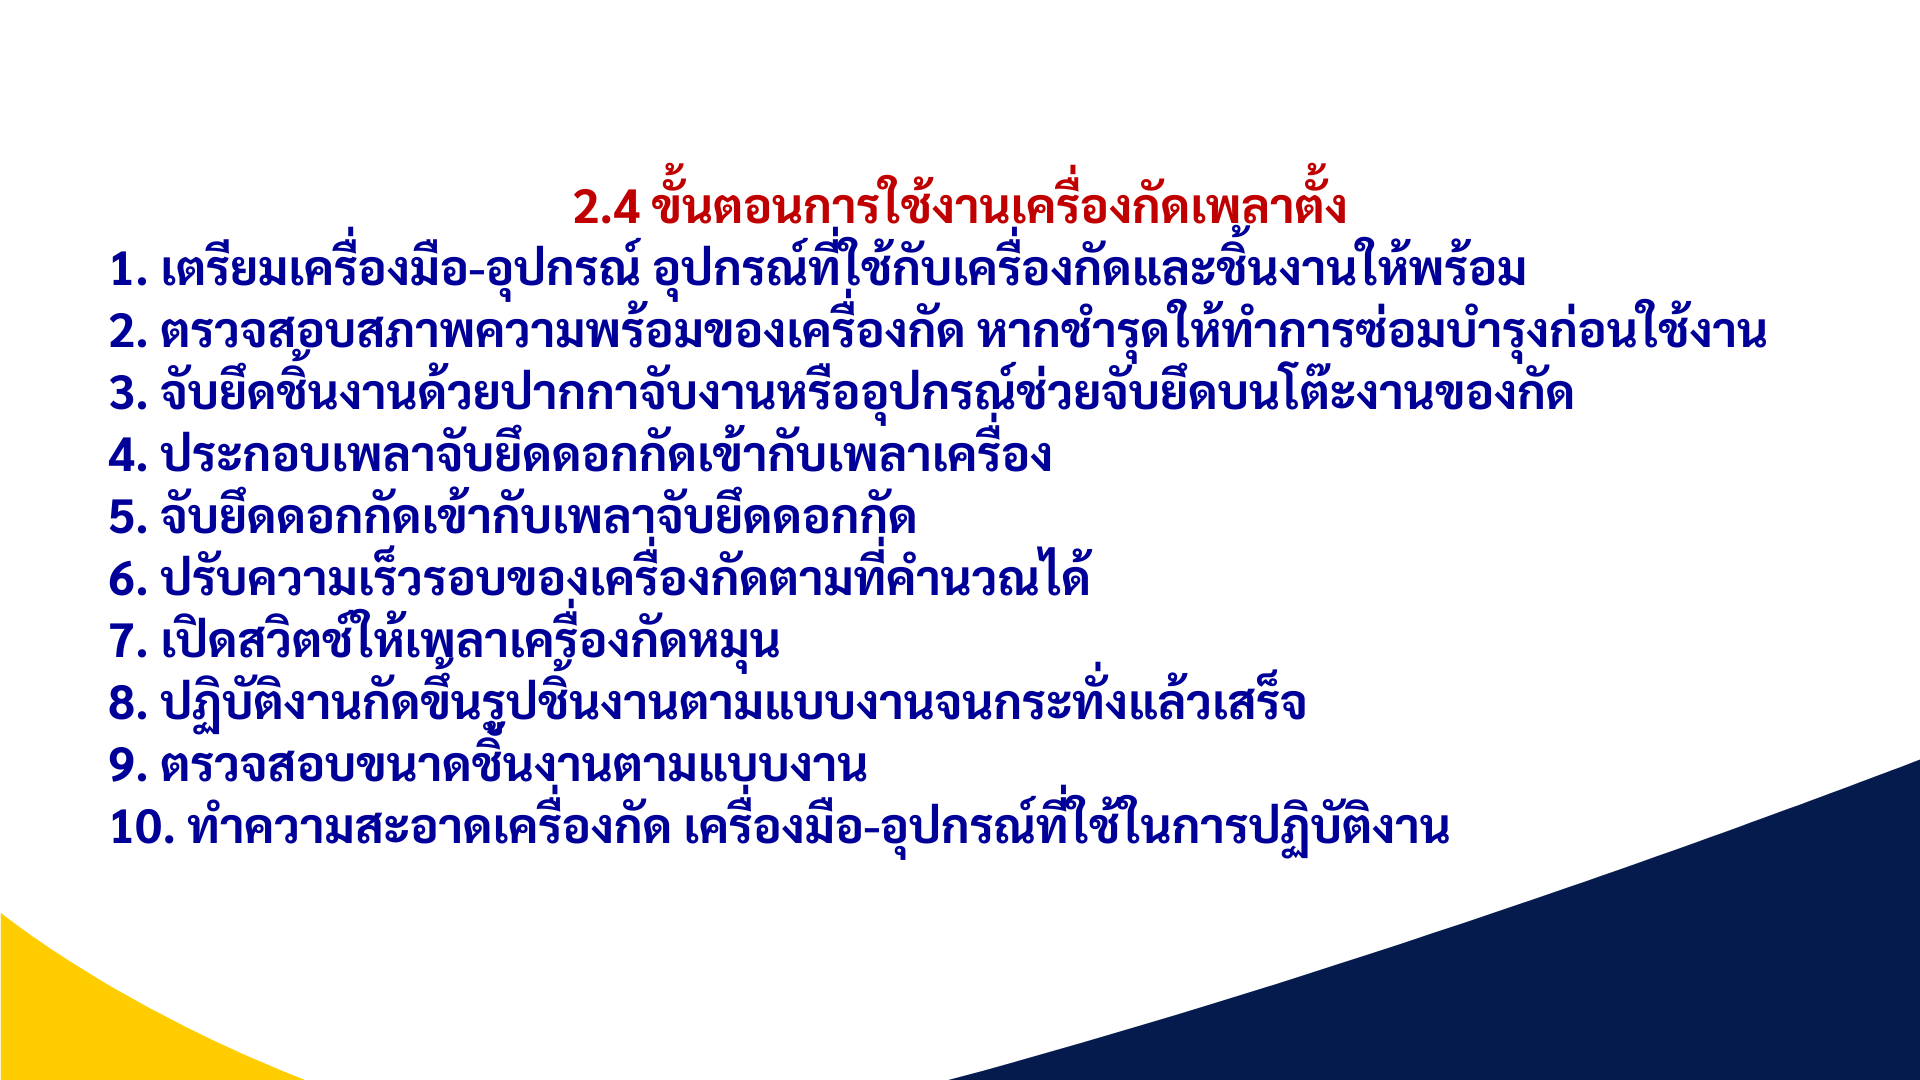 2.4 ขั้นตอนการใช้งานเครื่องกัดเพลาตั้ง
1. เตรียมเครื่องมือ-อุปกรณ์ อุปกรณ์ที่ใช้กับเครื่องกัดและชิ้นงานให้พร้อม
2. ตรวจสอบสภาพความพร้อมของเครื่องกัด หากชำรุดให้ทำการซ่อมบำรุงก่อนใช้งาน
3. จับยึดชิ้นงานด้วยปากกาจับงานหรืออุปกรณ์ช่วยจับยึดบนโต๊ะงานของกัด
4. ประกอบเพลาจับยึดดอกกัดเข้ากับเพลาเครื่อง
5. จับยึดดอกกัดเข้ากับเพลาจับยึดดอกกัด
6. ปรับความเร็วรอบของเครื่องกัดตามที่คำนวณได้
7. เปิดสวิตช์ให้เพลาเครื่องกัดหมุน
8. ปฏิบัติงานกัดขึ้นรูปชิ้นงานตามแบบงานจนกระทั่งแล้วเสร็จ
9. ตรวจสอบขนาดชิ้นงานตามแบบงาน
10. ทำความสะอาดเครื่องกัด เครื่องมือ-อุปกรณ์ที่ใช้ในการปฏิบัติงาน